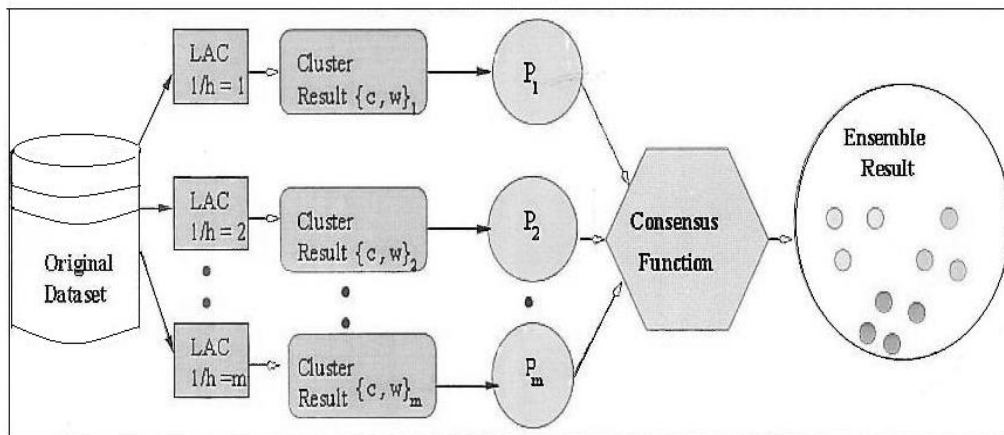 Original
Dataset
LAC
1/h = 1
Cluster
Result {c, w}₁
P₁
LAC
1/h = 2
Cluster
Result {c, w}₂
P₂
LAC
1/h =m
Cluster
Result {c, w}ₘ
Pₘ
Consensus
Function
Ensemble
Result